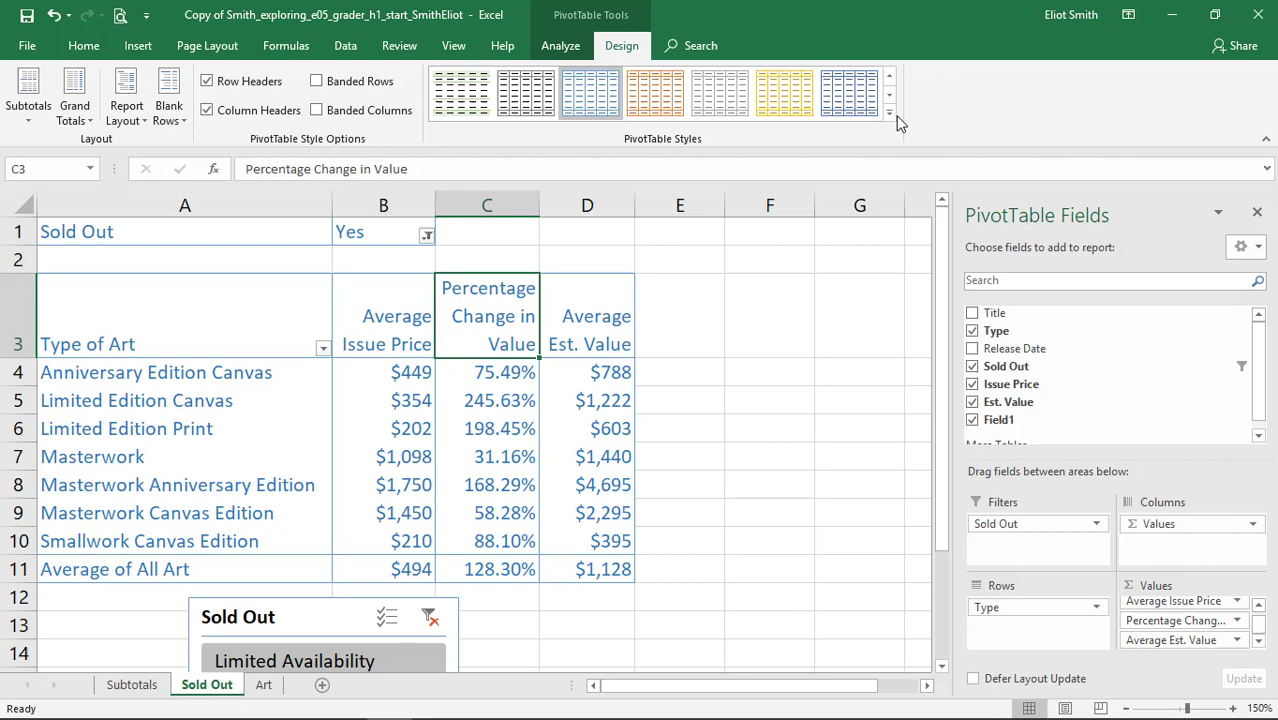 Copy of Smith_exploring_e05_grader_h1_start_SmithEliot - Excel
PivotTable Tools
Eliot Smith
File Home Insert Page Layout Formulas Data Review View Help Analyze Design Search Share
Subtotals
Grand Totals
Report Layout
Blank Rows
Layout
Row Headers
Banded Rows
Column Headers
Banded Columns
PivotTable Style Options
PivotTable Styles
C3
fx
Percentage Change in Value
A B C D E F G
1 Sold Out Yes
2
3 Type of Art
Average Issue Price
Percentage Change in Value
Average Est. Value
4 Anniversary Edition Canvas $449 75.49% $788
5 Limited Edition Canvas $354 245.63% $1,222
6 Limited Edition Print $202 198.45% $603
7 Masterwork $1,098 31.16% $1,440
8 Masterwork Anniversary Edition $1,750 168.29% $4,695
9 Masterwork Canvas Edition $1,450 58.28% $2,295
10 Smallwork Canvas Edition $210 88.10% $395
11 Average of All Art $494 128.30% $1,128
12
13
14
Sold Out
Limited Availability
PivotTable Fields
Choose fields to add to report:
Search
Title
Type
Release Date
Sold Out
Issue Price
Est. Value
Field1
More Tables
Drag fields between areas below:
Filters
Sold Out
Columns
Σ Values
Rows
Type
Σ Values
Average Issue Price
Percentage Chang...
Average Est. Value
Defer Layout Update
Update
Subtotals Sold Out Art
Ready
150%